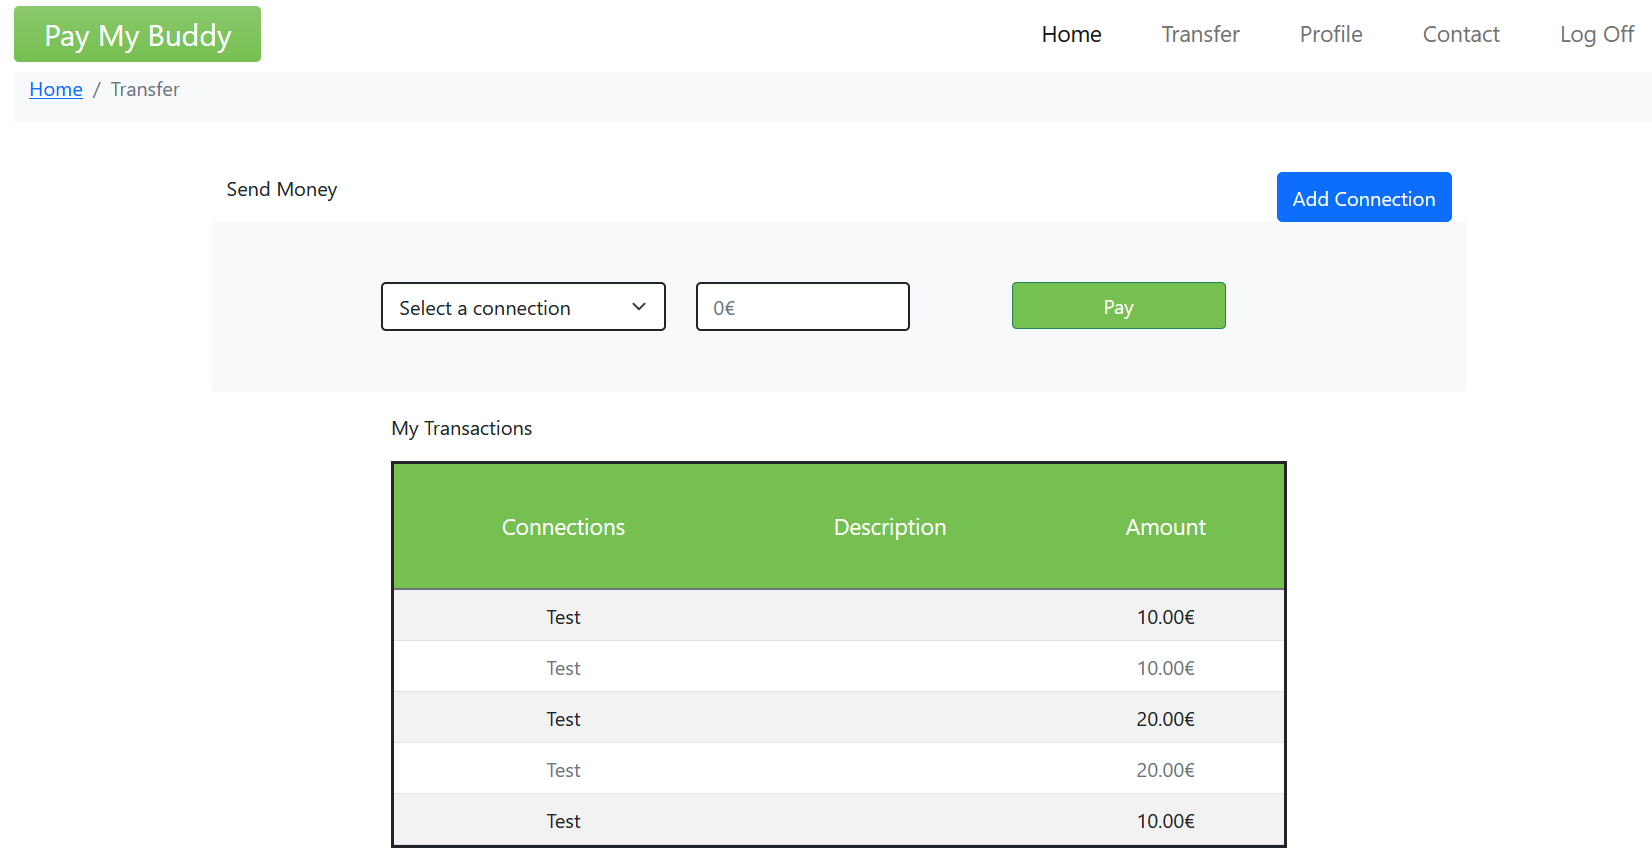 Pay My Buddy
Home Transfer Profile Contact Log Off
Home / Transfer
Send Money
Add Connection
Select a connection 0€ Pay
My Transactions
Connections Description Amount
Test 10.00€
Test 10.00€
Test 20.00€
Test 20.00€
Test 10.00€